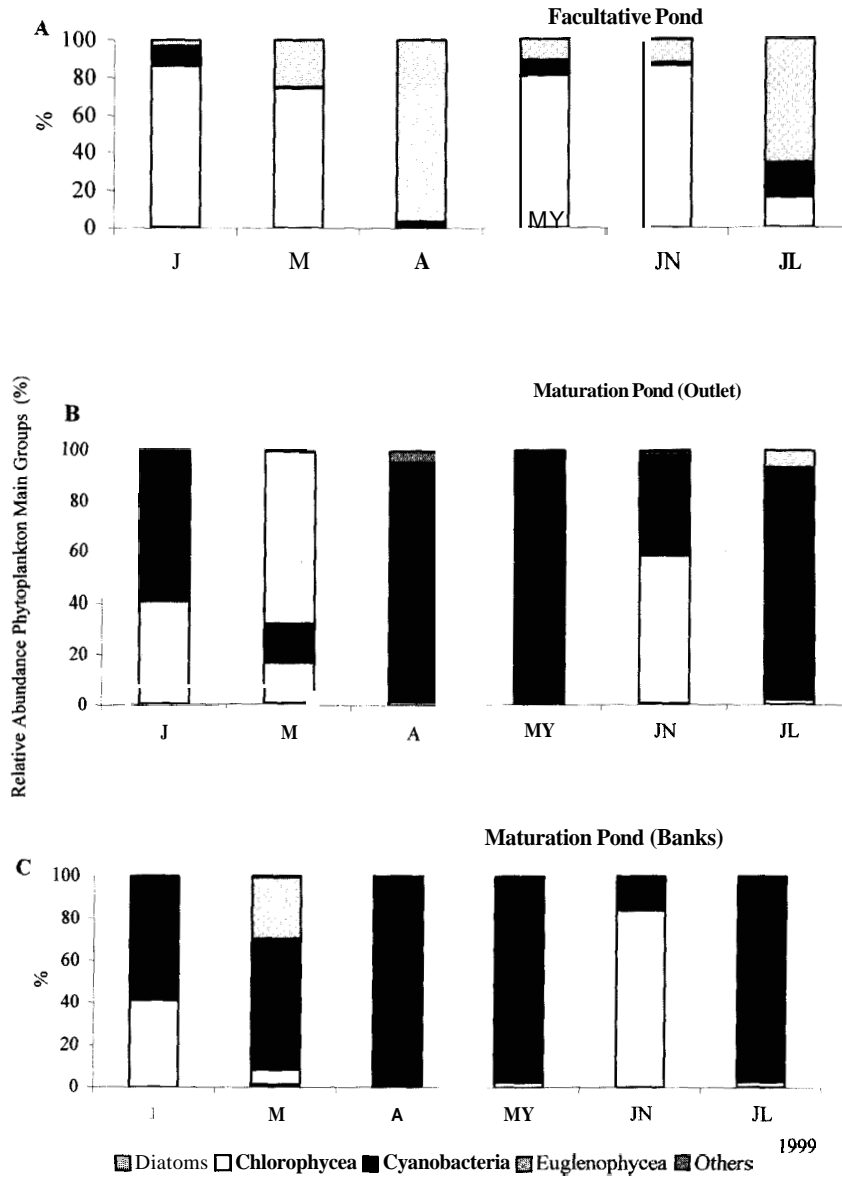 Facultative Pond
A
100
80
60
40
20
0
%
J M A MY JN JL
Relative Abundance Phytoplankton Main Groups (%)
Maturation Pond (Outlet)
B
100
80
60
40
20
0
J M A MY JN JL
Maturation Pond (Banks)
C
100
80
60
40
20
0
%
J M A MY JN JL
1999
Diatoms Chlorophycea Cyanobacteria Euglenophycea Others